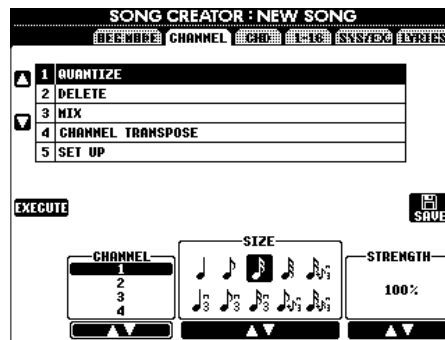 SONG CREATOR : NEW SONG
REC MODE CHANNEL CHD 1-16 SYS/EX. LYRICS
1 QUANTIZE
2 DELETE
3 MIX
4 CHANNEL TRANSPOSE
5 SET UP
EXECUTE
SAVE
CHANNEL SIZE STRENGTH
1
2
3
4
100%